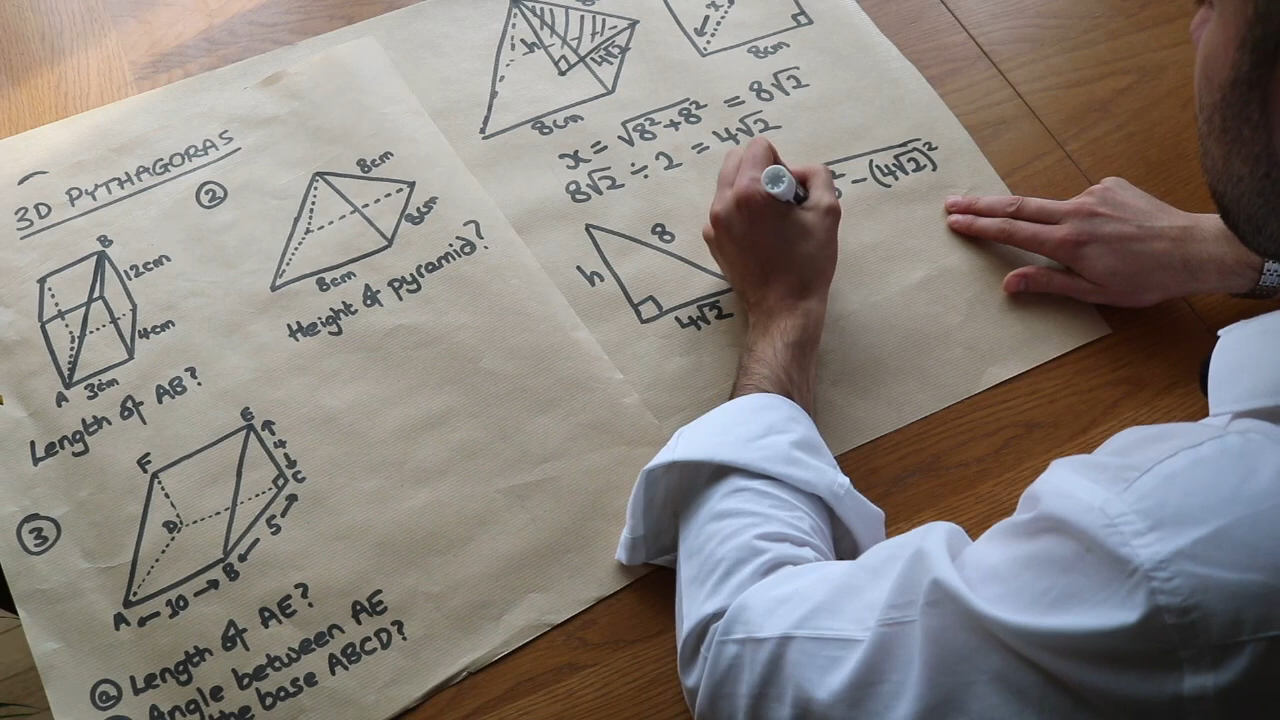 3D PYTHAGORAS
B
12cm
4cm
A
3cm
Length of AB?
②
8cm
8cm
8cm
Height of pyramid?
③
E
4
F
C
D
5
B
A
10
ⓐ Length of AE?
Angle between AE
the base ABCD?
h
4√2
8cm
x
8cm
x = √8²+8² = 8√2
8√2 ÷ 2 = 4√2
² - (4√2)²
8
h
4√2